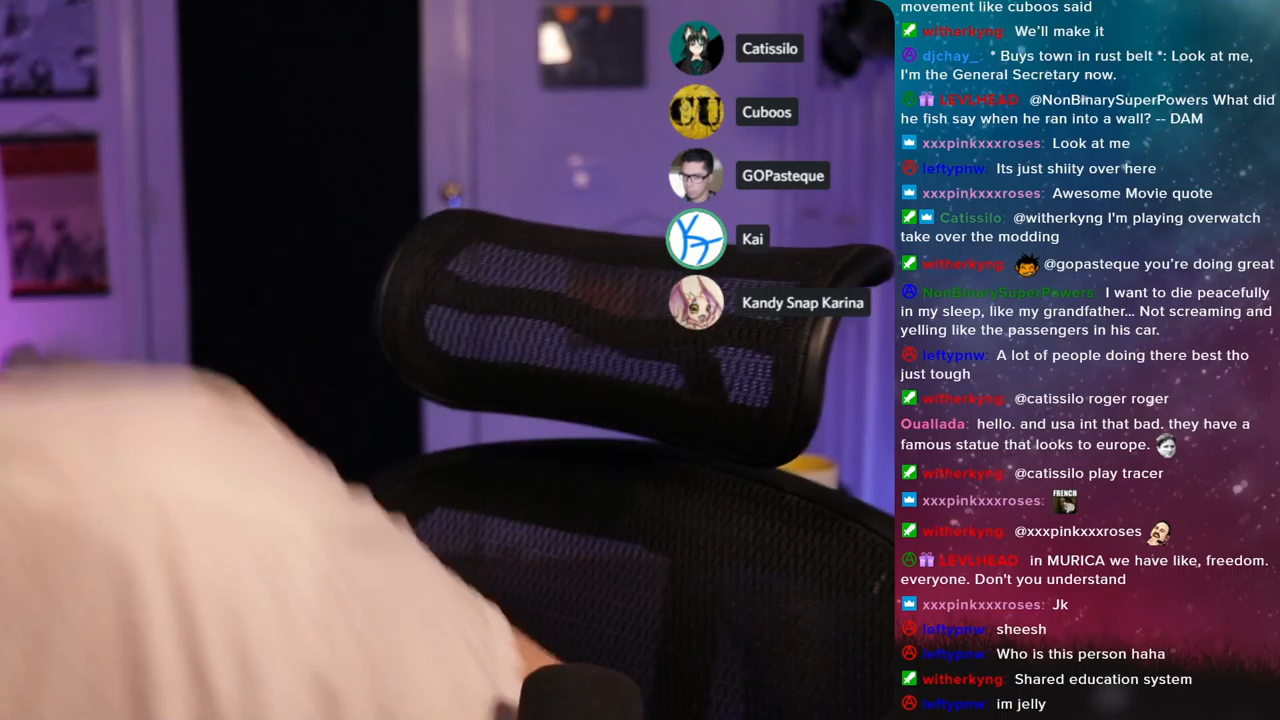 Catissilo
Cuboos
GOPasteque
Kai
Kandy Snap Karina
movement like cuboos said
witherkyng: We'll make it
djchay_: * Buys town in rust belt *: Look at me,
I'm the General Secretary now.
LEVLHEAD @NonBinarySuperPowers What did
he fish say when he ran into a wall? -- DAM
xxxpinkxxxroses: Look at me
leftypnw: Its just shiity over here
xxxpinkxxxroses: Awesome Movie quote
Catissilo: @witherkyng I'm playing overwatch
take over the modding
witherkyng: @gopasteque you're doing great
NonBinarySuperPowers: I want to die peacefully
in my sleep, like my grandfather... Not screaming and
yelling like the passengers in his car.
leftypnw: A lot of people doing there best tho
just tough
witherkyng: @catissilo roger roger
Ouallada: hello. and usa int that bad. they have a
famous statue that looks to europe.
witherkyng: @catissilo play tracer
xxxpinkxxxroses: FRENCH
witherkyng: @xxxpinkxxxroses
LEVLHEAD in MURICA we have like, freedom.
everyone. Don't you understand
xxxpinkxxxroses: Jk
leftypnw: sheesh
leftypnw: Who is this person haha
witherkyng: Shared education system
leftypnw: im jelly